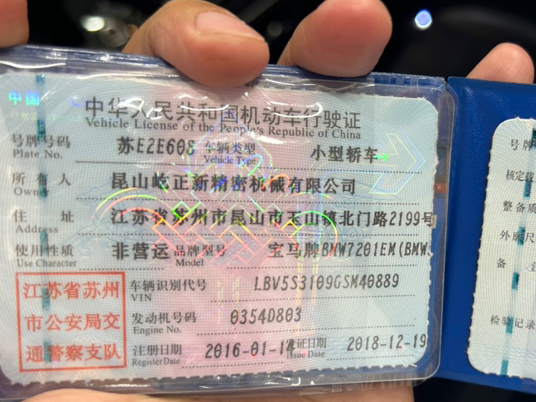 中国
中华人民共和国机动车行驶证
Vehicle License of the People's Republic of China
号牌号码 苏E2E608 车辆类型 小型轿车
Plate No. Vehicle Type
所有人 昆山屹正新精密机械有限公司
Owner
住址 江苏省苏州市昆山市玉山镇北门路2199号
Address
使用性质 非营运 品牌型号 宝马牌BMW7201EM(BMW
Use Character Model
江苏省苏州
市公安局交
通警察支队
车辆识别代号 LBV5S3109GSM40889
VIN
发动机号码 0354D803
Engine No.
注册日期 2016-01-1 发证日期 2018-12-19
Register Date Issue Date
号牌
核定载
整备质
外廓尺
备
检验记录